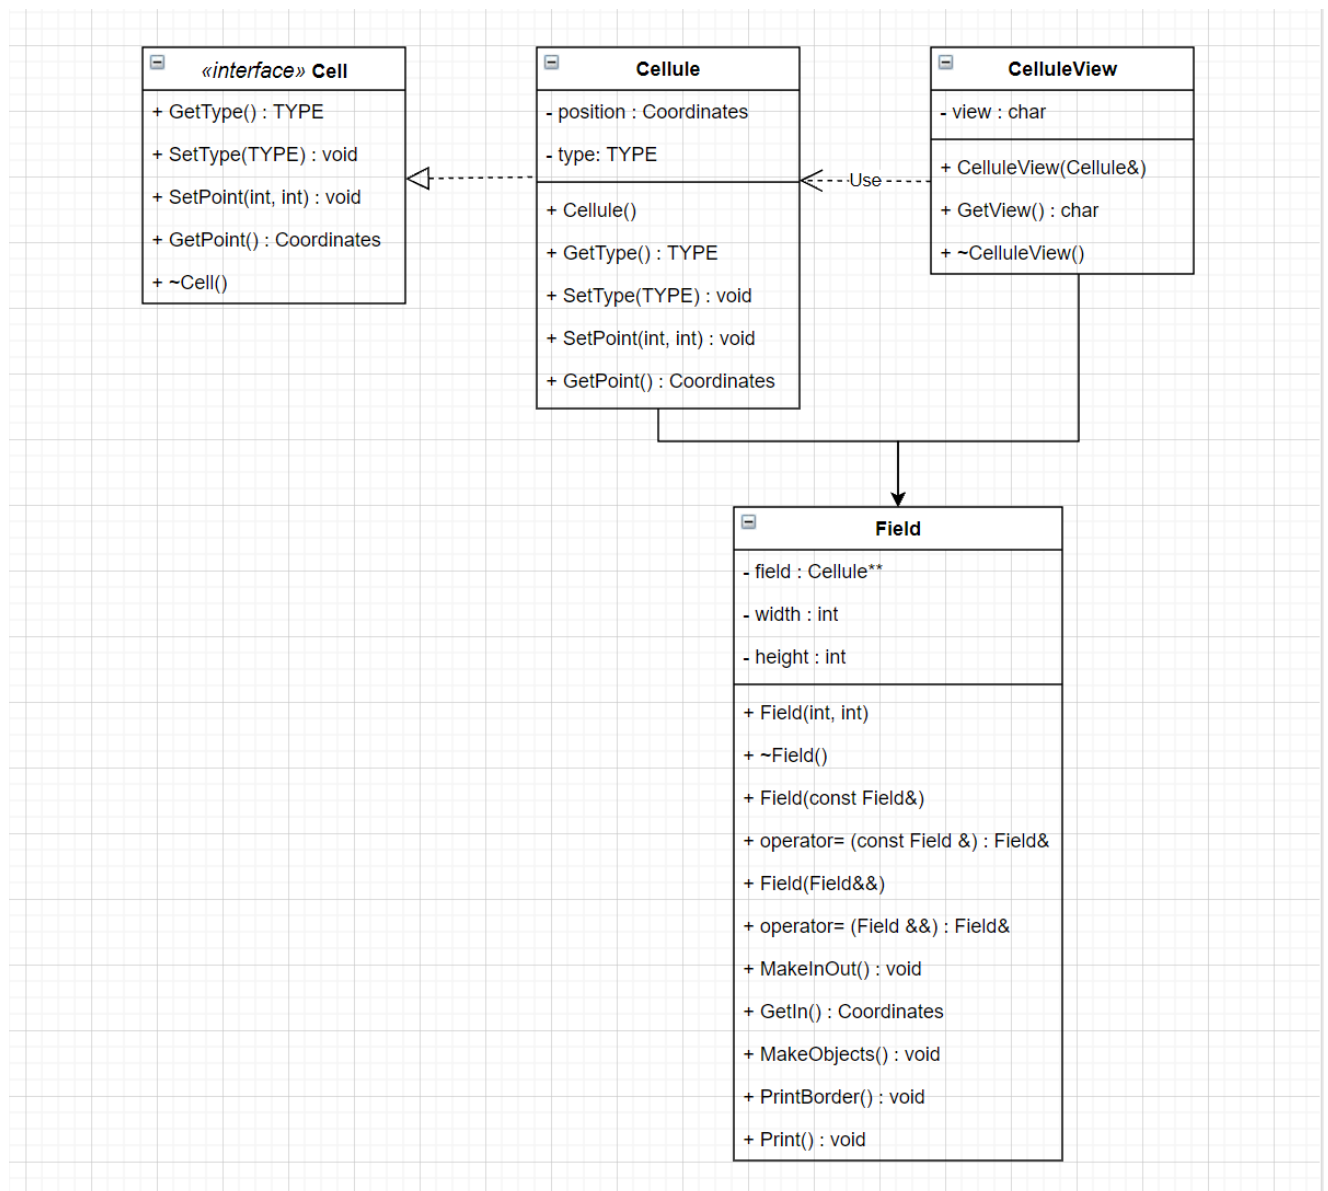 «interface» Cell
+ GetType() : TYPE
+ SetType(TYPE) : void
+ SetPoint(int, int) : void
+ GetPoint() : Coordinates
+ ~Cell()
Cellule
- position : Coordinates
- type: TYPE
+ Cellule()
+ GetType() : TYPE
+ SetType(TYPE) : void
+ SetPoint(int, int) : void
+ GetPoint() : Coordinates
Use
CelluleView
- view : char
+ CelluleView(Cellule&)
+ GetView() : char
+ ~CelluleView()
Field
- field : Cellule**
- width : int
- height : int
+ Field(int, int)
+ ~Field()
+ Field(const Field&)
+ operator= (const Field &) : Field&
+ Field(Field&&)
+ operator= (Field &&) : Field&
+ MakeInOut() : void
+ GetIn() : Coordinates
+ MakeObjects() : void
+ PrintBorder() : void
+ Print() : void